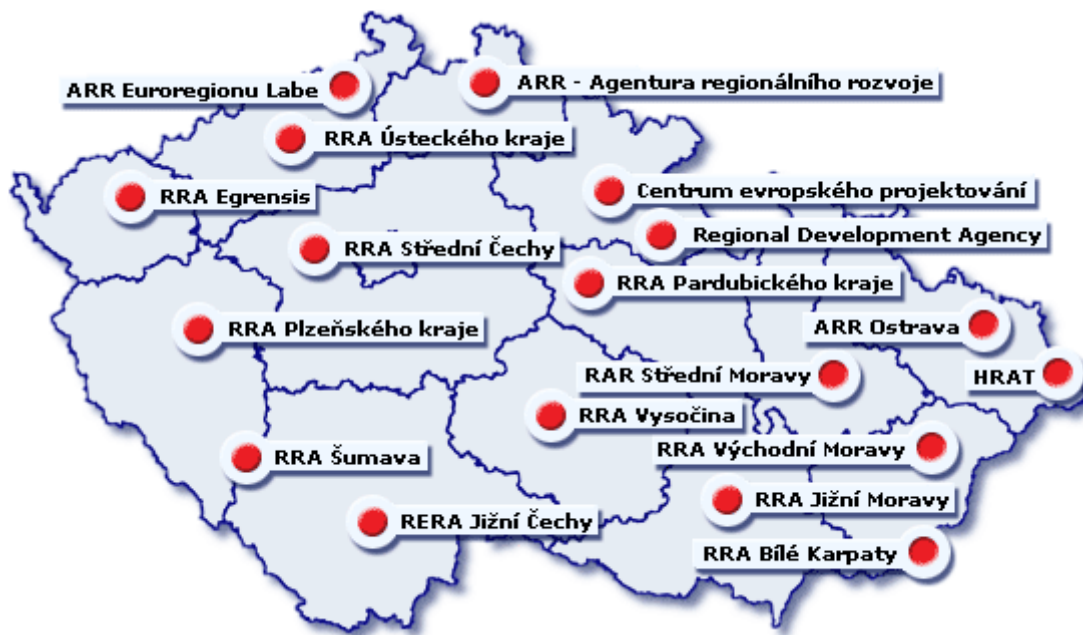 ARR Euroregionu Labe
ARR - Agentura regionálního rozvoje
RRA Ústeckého kraje
RRA Egrensis
Centrum evropského projektování
Regional Development Agency
RRA Střední Čechy
RRA Pardubického kraje
RRA Plzeňského kraje
ARR Ostrava
RAR Střední Moravy
HRAT
RRA Vysočina
RRA Východní Moravy
RRA Šumava
RRA Jižní Moravy
RERA Jižní Čechy
RRA Bílé Karpaty